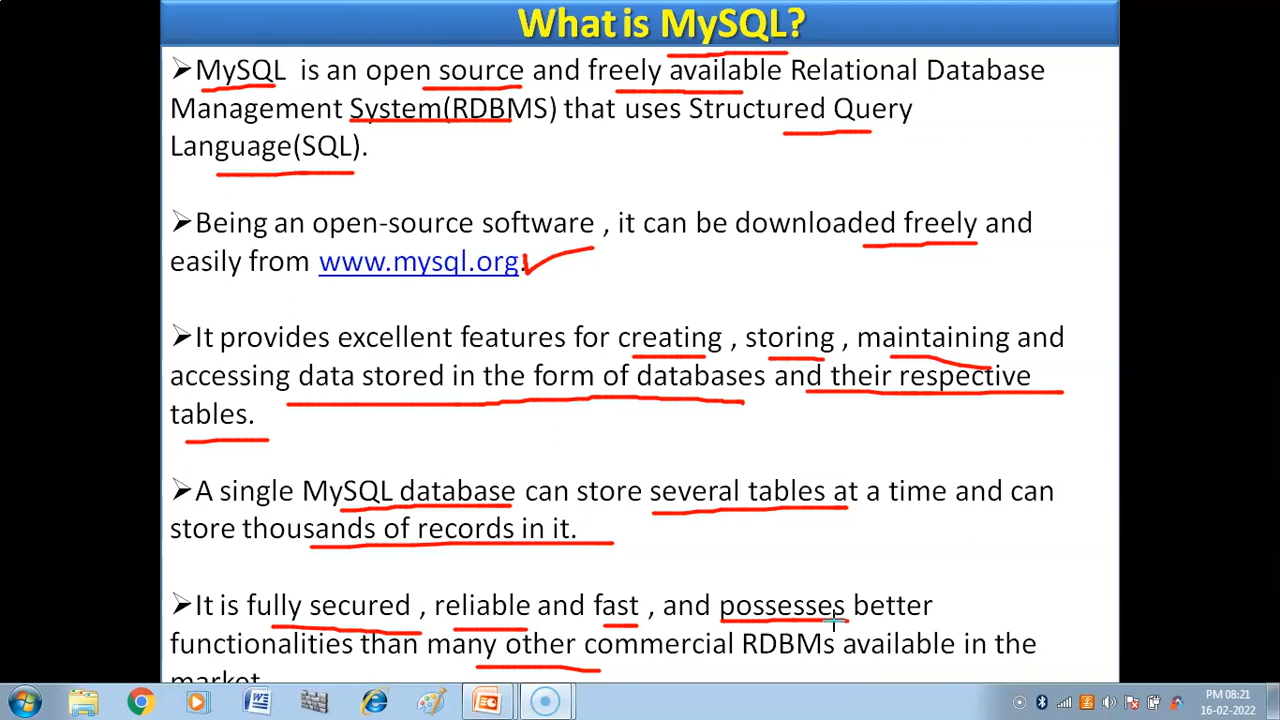 What is MySQL?
➢MySQL is an open source and freely available Relational Database
Management System(RDBMS) that uses Structured Query
Language(SQL).
➢Being an open-source software , it can be downloaded freely and
easily from www.mysql.org.
➢It provides excellent features for creating , storing , maintaining and
accessing data stored in the form of databases and their respective
tables.
➢A single MySQL database can store several tables at a time and can
store thousands of records in it.
➢It is fully secured , reliable and fast , and possesses better
functionalities than many other commercial RDBMs available in the
market.
PM 08:21
16-02-2022